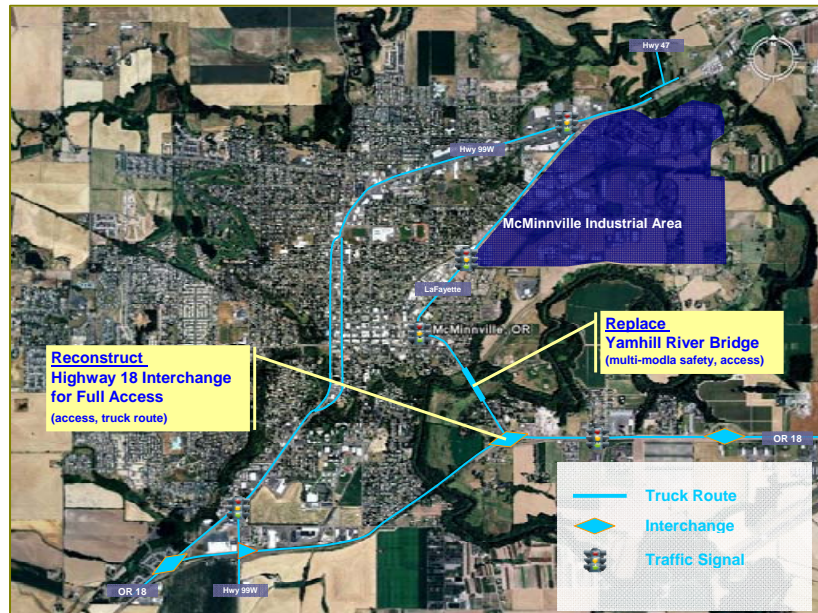 Hwy 47
N
Hwy 99W
McMinnville Industrial Area
LaFayette
McMinnville, OR
Replace
Yamhill River Bridge
(multi-modla safety, access)
Reconstruct
Highway 18 Interchange
for Full Access
(access, truck route)
OR 18
OR 18
Hwy 99W
Truck Route
Interchange
Traffic Signal